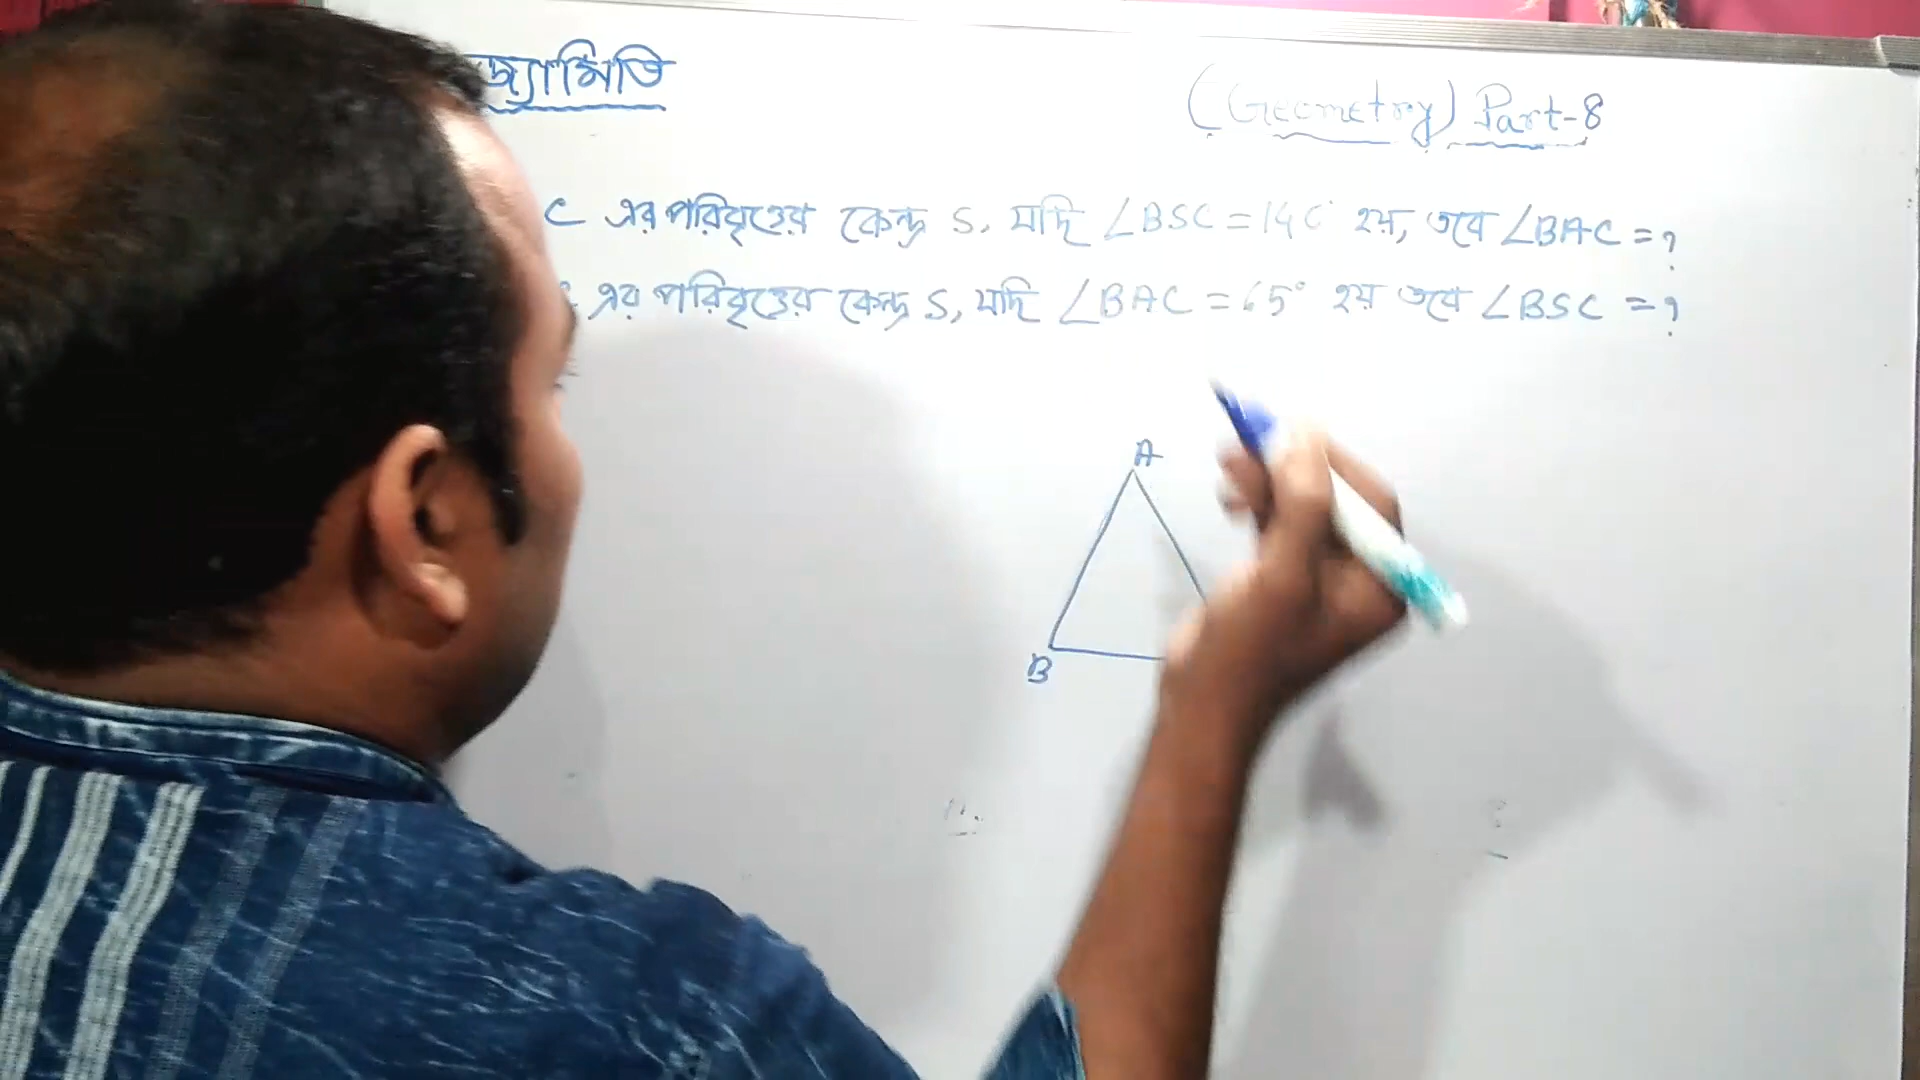 জ্যামিতি
(Geometry) Part-8
C এর পরিবৃত্তের কেন্দ্র S, যদি ∠BSC = 140° হয়, তবে ∠BAC = ?
এর পরিবৃত্তের কেন্দ্র S, যদি ∠BAC = 65° হয় তবে ∠BSC = ?
A
B